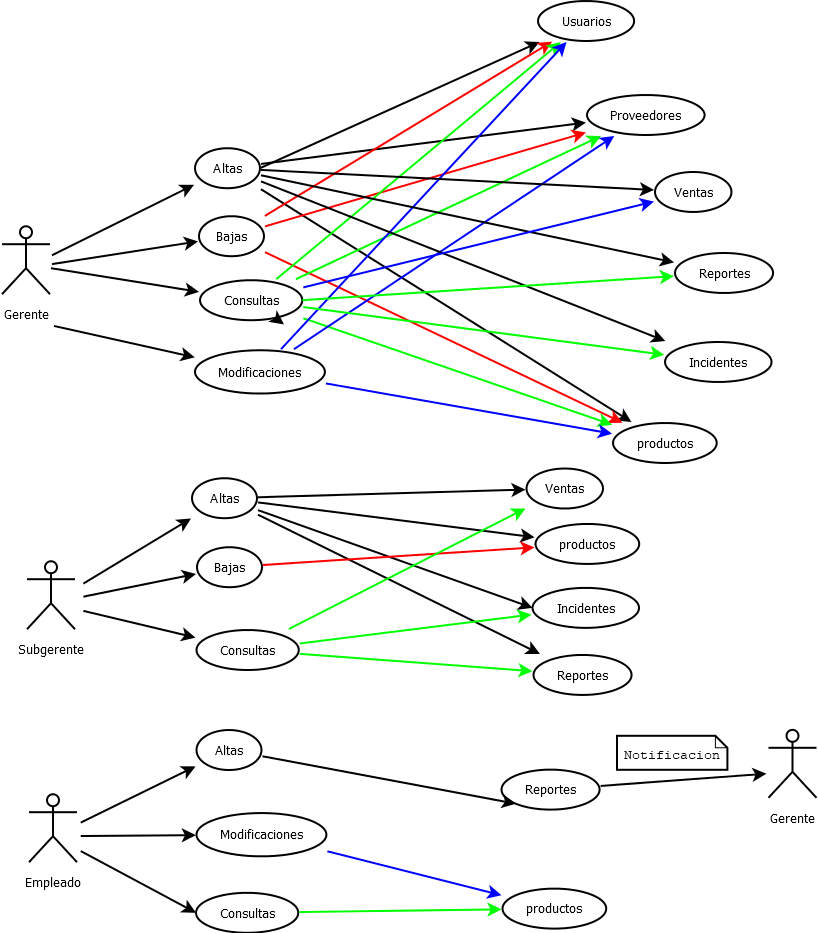 Usuarios
Proveedores
Altas
Ventas
Bajas
Reportes
Consultas
Gerente
Incidentes
Modificaciones
productos
Altas
Ventas
productos
Bajas
Incidentes
Subgerente
Consultas
Reportes
Altas
Notificacion
Reportes
Gerente
Modificaciones
Empleado
Consultas
productos